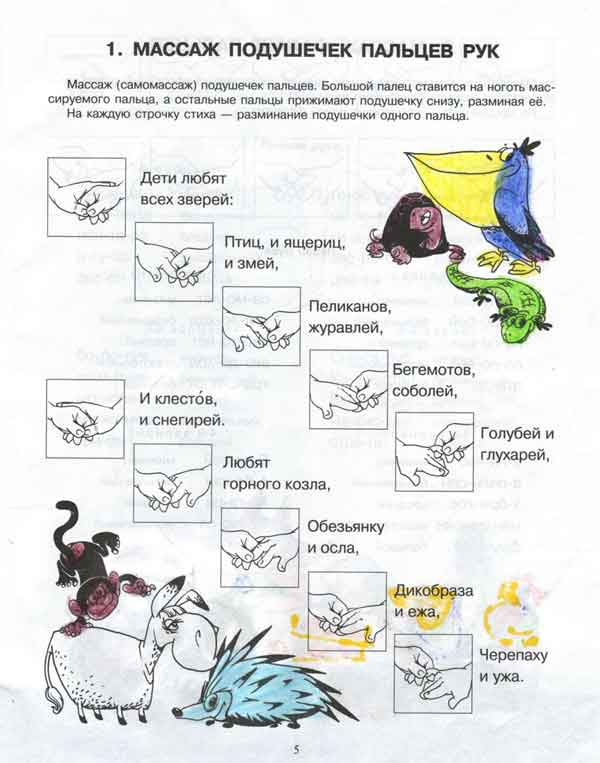 1. МАССАЖ ПОДУШЕЧЕК ПАЛЬЦЕВ РУК
Массаж (самомассаж) подушечек пальцев. Большой палец ставится на ноготь мас-
сируемого пальца, а остальные пальцы прижимают подушечку снизу, разминая её.
На каждую строчку стиха — разминание подушечки одного пальца.
Дети любят
всех зверей:
Птиц, и ящериц,
и змей,
Пеликанов,
журавлей,
Бегемотов,
соболей,
Голубей и
глухарей,
И клесто́в,
и снегирей.
Любят
горного козла,
Обезьянку
и осла,
Дикобраза
и ежа,
Черепаху
и ужа.
5